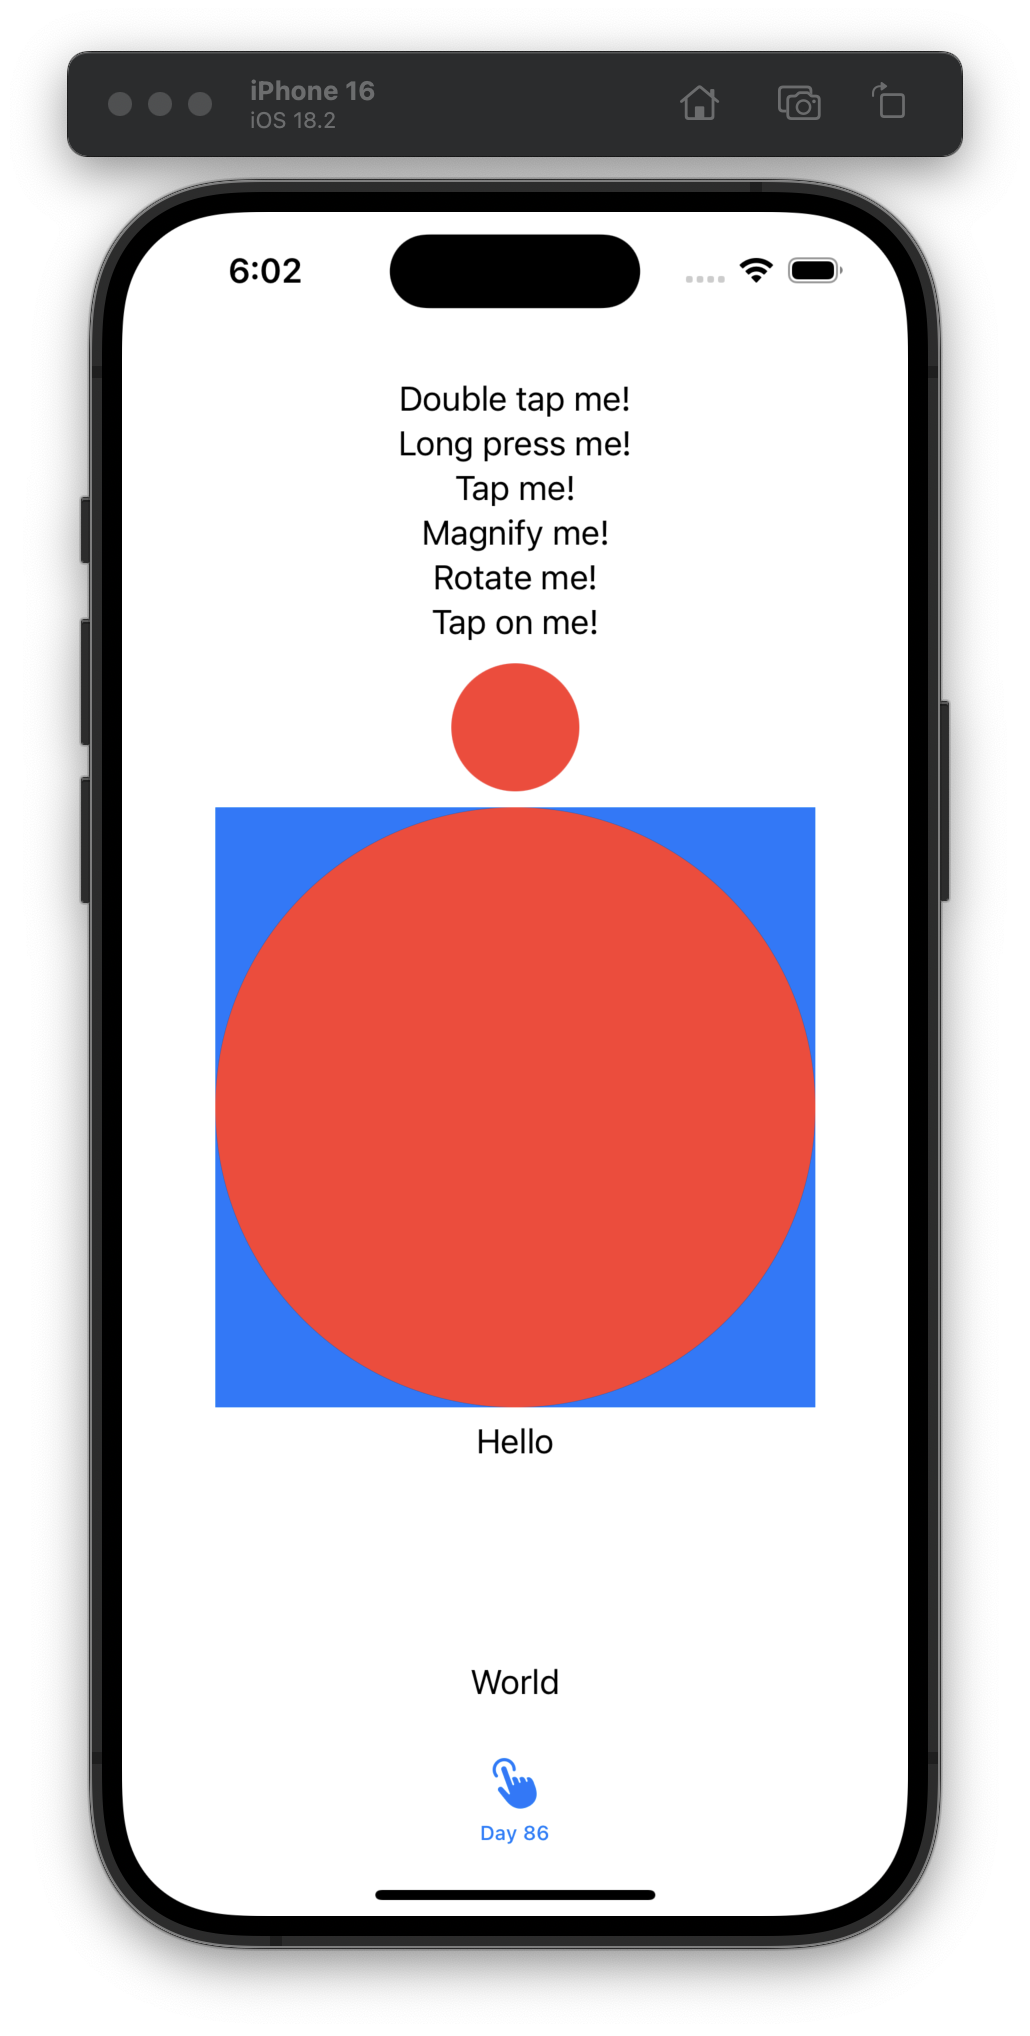 iPhone 16
iOS 18.2
6:02
Double tap me!
Long press me!
Tap me!
Magnify me!
Rotate me!
Tap on me!
Hello
World
Day 86